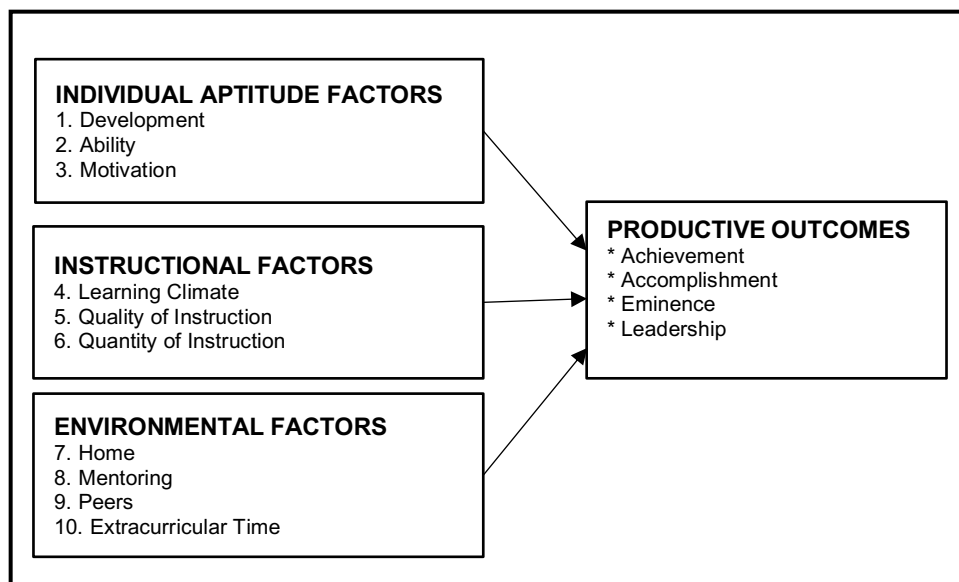 INDIVIDUAL APTITUDE FACTORS
1. Development
2. Ability
3. Motivation
INSTRUCTIONAL FACTORS
4. Learning Climate
5. Quality of Instruction
6. Quantity of Instruction
ENVIRONMENTAL FACTORS
7. Home
8. Mentoring
9. Peers
10. Extracurricular Time
PRODUCTIVE OUTCOMES
* Achievement
* Accomplishment
* Eminence
* Leadership